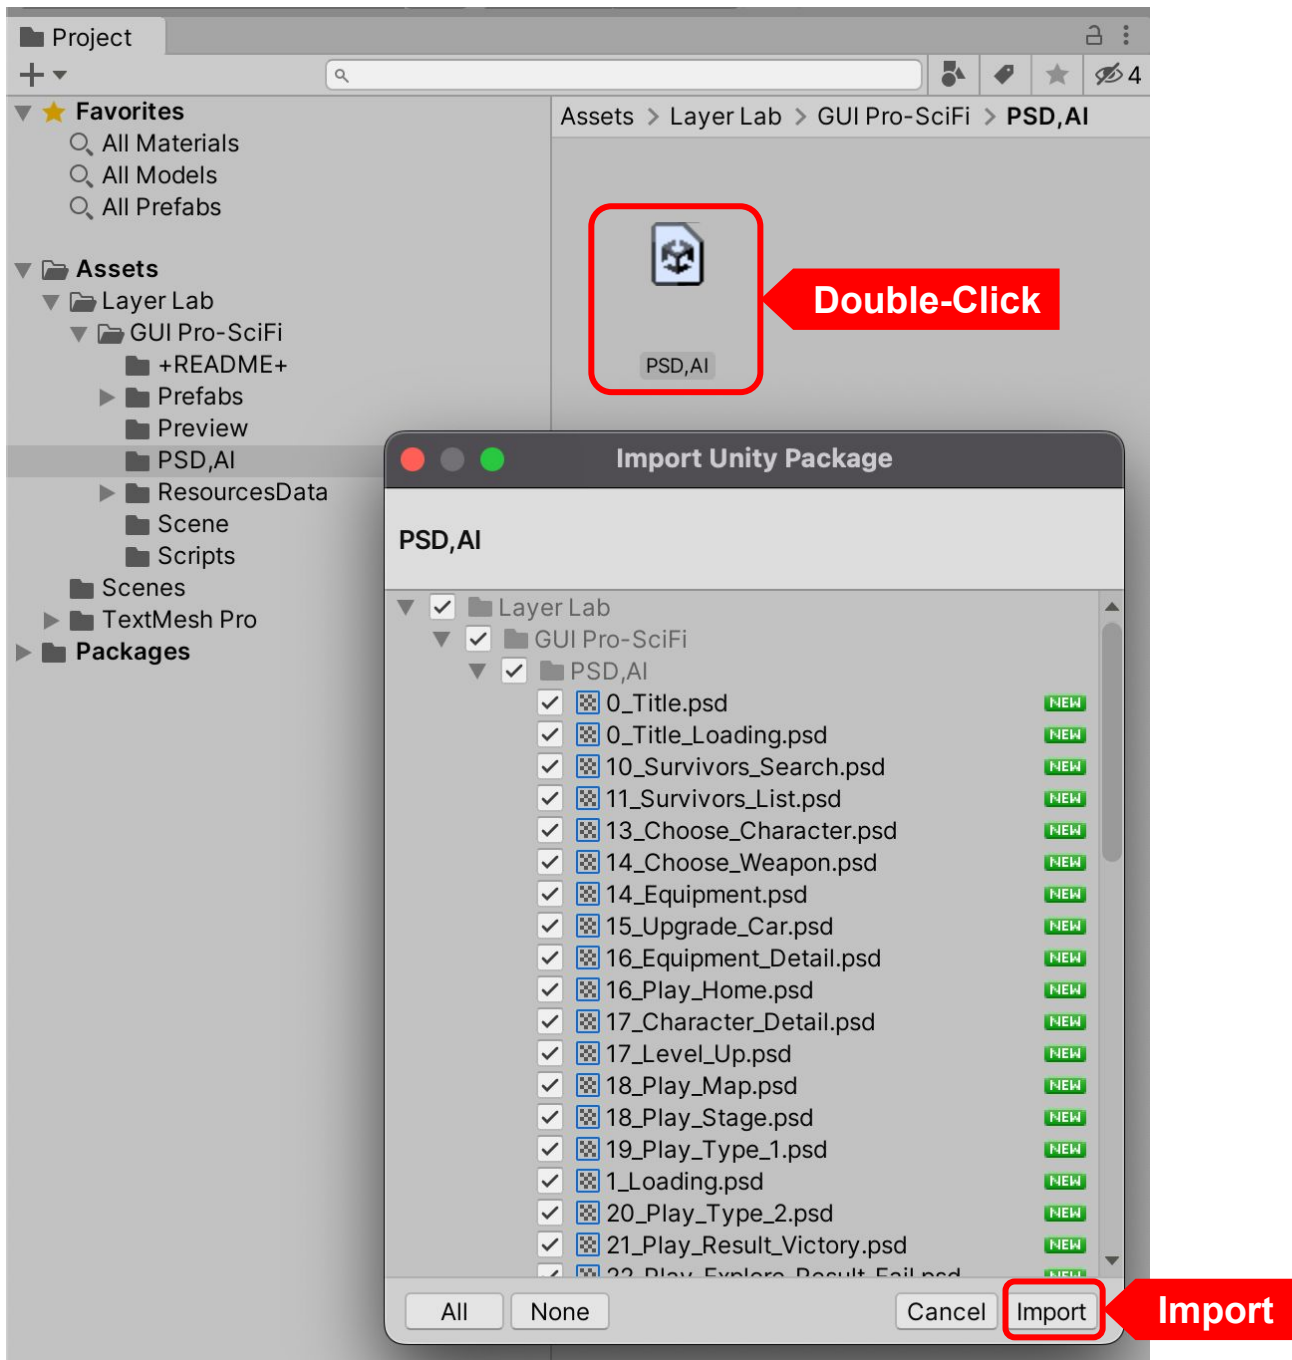 Project
4
Favorites
All Materials
All Models
All Prefabs
Assets
Layer Lab
GUI Pro-SciFi
+README+
Prefabs
Preview
PSD,AI
ResourcesData
Scene
Scripts
Scenes
TextMesh Pro
Packages
Assets > Layer Lab > GUI Pro-SciFi > PSD,AI
PSD,AI
Double-Click
Import Unity Package
PSD,AI
Layer Lab
GUI Pro-SciFi
PSD,AI
0_Title.psd NEW
0_Title_Loading.psd NEW
10_Survivors_Search.psd NEW
11_Survivors_List.psd NEW
13_Choose_Character.psd NEW
14_Choose_Weapon.psd NEW
14_Equipment.psd NEW
15_Upgrade_Car.psd NEW
16_Equipment_Detail.psd NEW
16_Play_Home.psd NEW
17_Character_Detail.psd NEW
17_Level_Up.psd NEW
18_Play_Map.psd NEW
18_Play_Stage.psd NEW
19_Play_Type_1.psd NEW
1_Loading.psd NEW
20_Play_Type_2.psd NEW
21_Play_Result_Victory.psd NEW
22_Play_Explore_Result_Fail.psd NEW
All None Cancel Import
Import